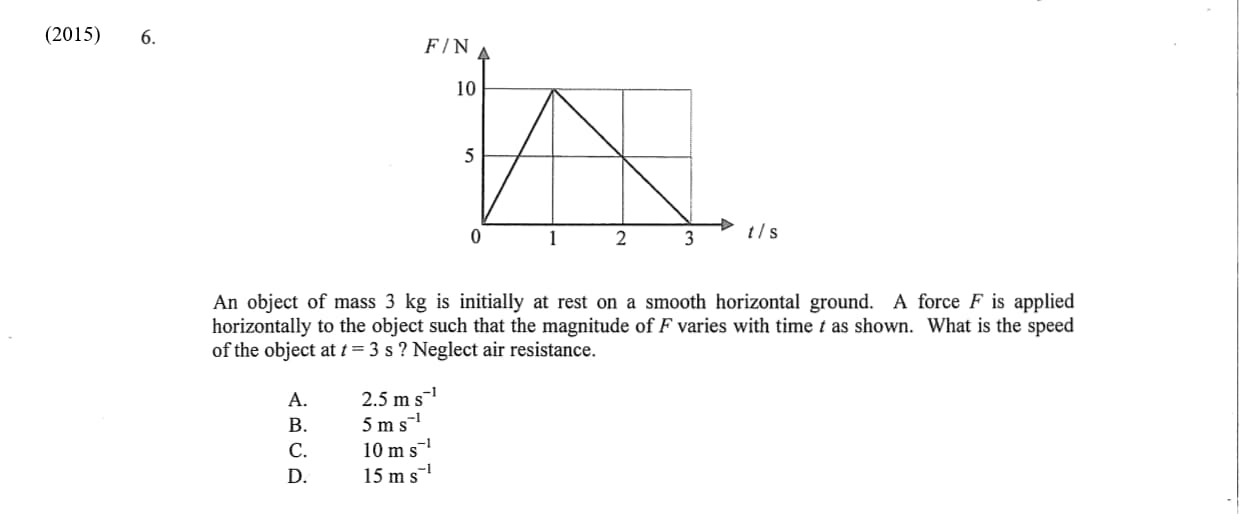 (2015) 6.
F/N
10
5
0 1 2 3 t/s
An object of mass 3 kg is initially at rest on a smooth horizontal ground. A force F is applied
horizontally to the object such that the magnitude of F varies with time t as shown. What is the speed
of the object at t = 3 s ? Neglect air resistance.
A. 2.5 m s⁻¹
B. 5 m s⁻¹
C. 10 m s⁻¹
D. 15 m s⁻¹